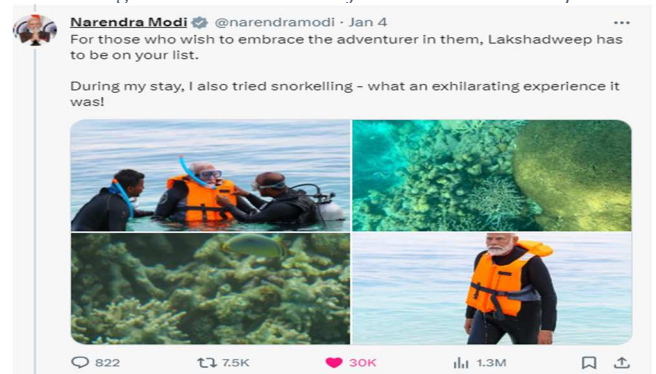 Narendra Modi @narendramodi · Jan 4
For those who wish to embrace the adventurer in them, Lakshadweep has
to be on your list.
During my stay, I also tried snorkelling - what an exhilarating experience it
was!
822 7.5K 30K 1.3M